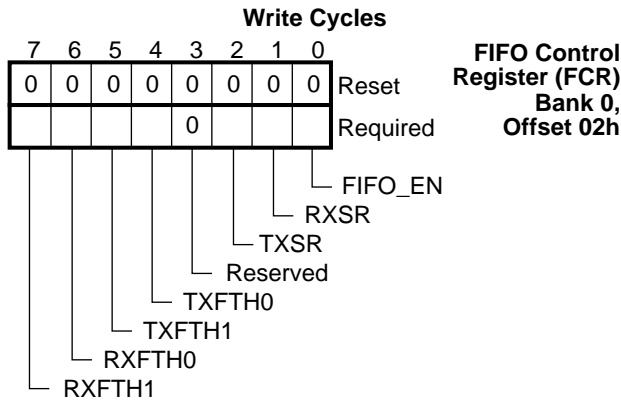 Write Cycles
7 6 5 4 3 2 1 0
FIFO Control
Register (FCR)
Bank 0,
Offset 02h
0 0 0 0 0 0 0 0 Reset
0 Required
FIFO_EN
RXSR
TXSR
Reserved
TXFTH0
TXFTH1
RXFTH0
RXFTH1